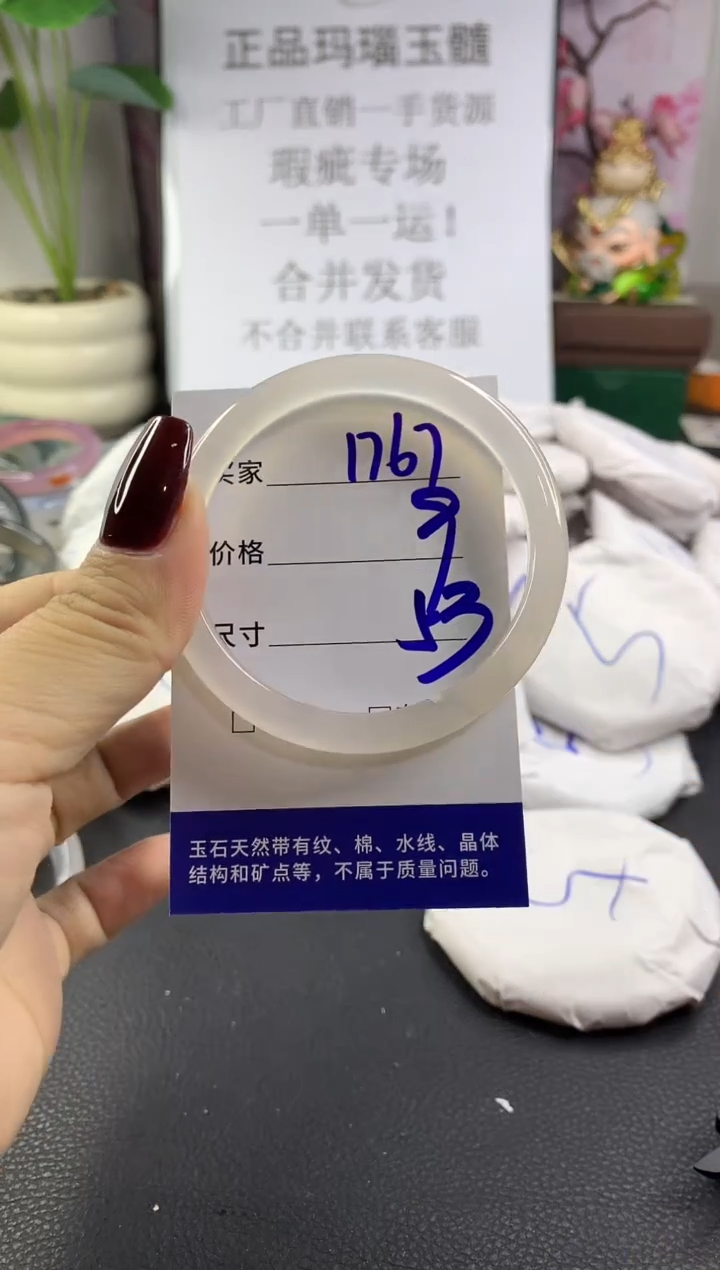 正品玛瑙玉髓
工厂直销一手货源
瑕疵专场
一单一运！
合并发货
不合并联系客服
买家 1767
价格
尺寸 53
玉石天然带有纹、棉、水线、晶体
结构和矿点等，不属于质量问题。